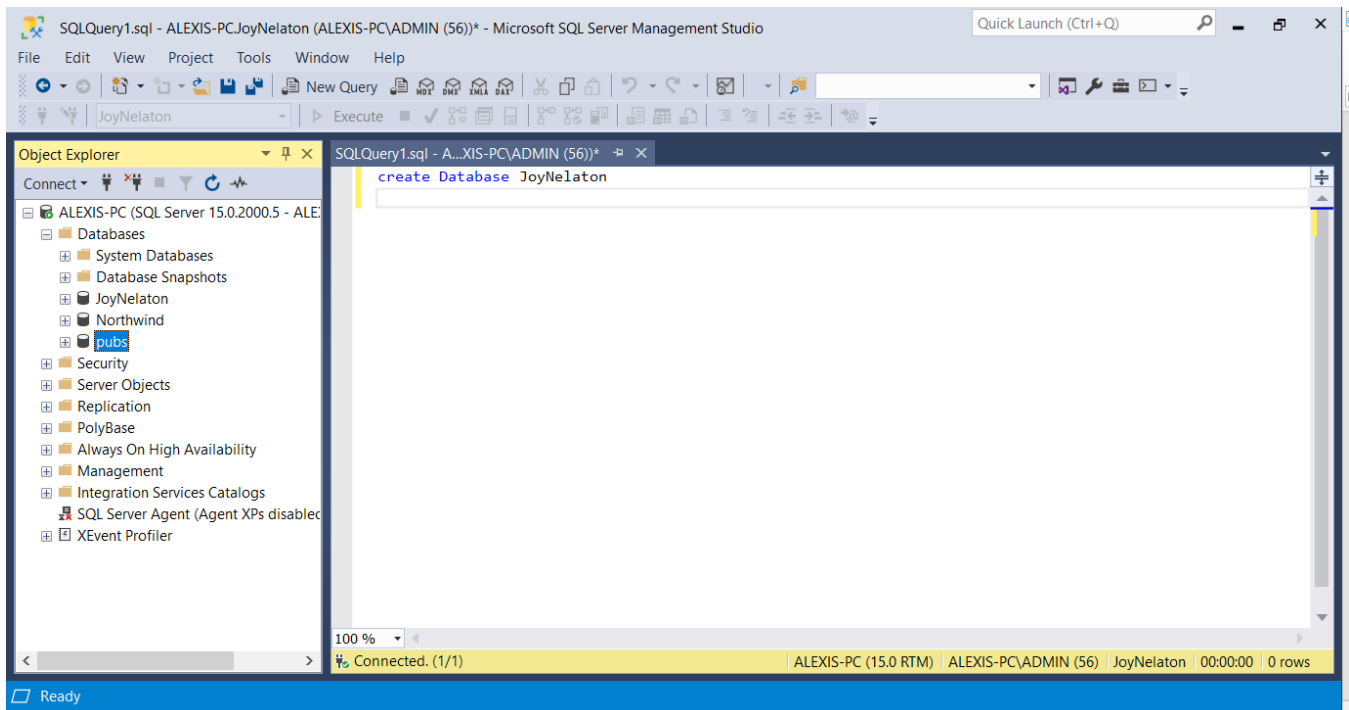 SQLQuery1.sql - ALEXIS-PC.JoyNelaton (ALEXIS-PC\ADMIN (56))* - Microsoft SQL Server Management Studio
Quick Launch (Ctrl+Q)
File Edit View Project Tools Window Help
New Query MDX DMX XMLA DAX
JoyNelaton Execute
Object Explorer
Connect
ALEXIS-PC (SQL Server 15.0.2000.5 - ALE
Databases
System Databases
Database Snapshots
JoyNelaton
Northwind
pubs
Security
Server Objects
Replication
PolyBase
Always On High Availability
Management
Integration Services Catalogs
SQL Server Agent (Agent XPs disabled
XEvent Profiler
SQLQuery1.sql - A...XIS-PC\ADMIN (56))*
create Database JoyNelaton
100 %
Connected. (1/1) ALEXIS-PC (15.0 RTM) ALEXIS-PC\ADMIN (56) JoyNelaton 00:00:00 0 rows
Ready